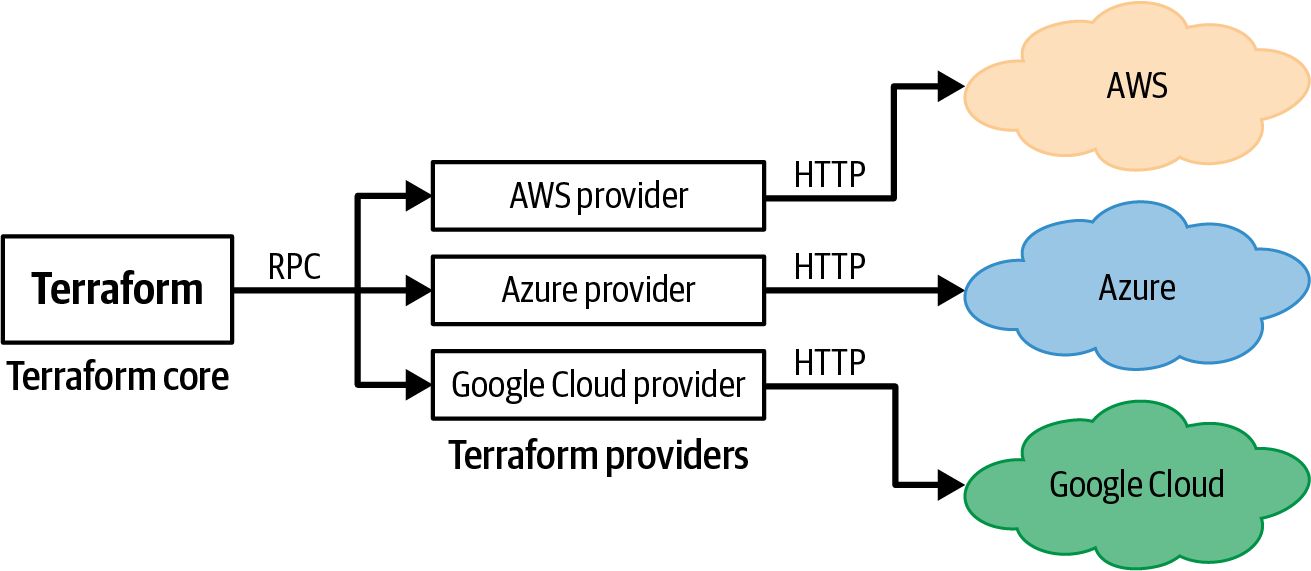 Terraform
Terraform core
RPC
AWS provider
Azure provider
Google Cloud provider
Terraform providers
HTTP
HTTP
HTTP
AWS
Azure
Google Cloud